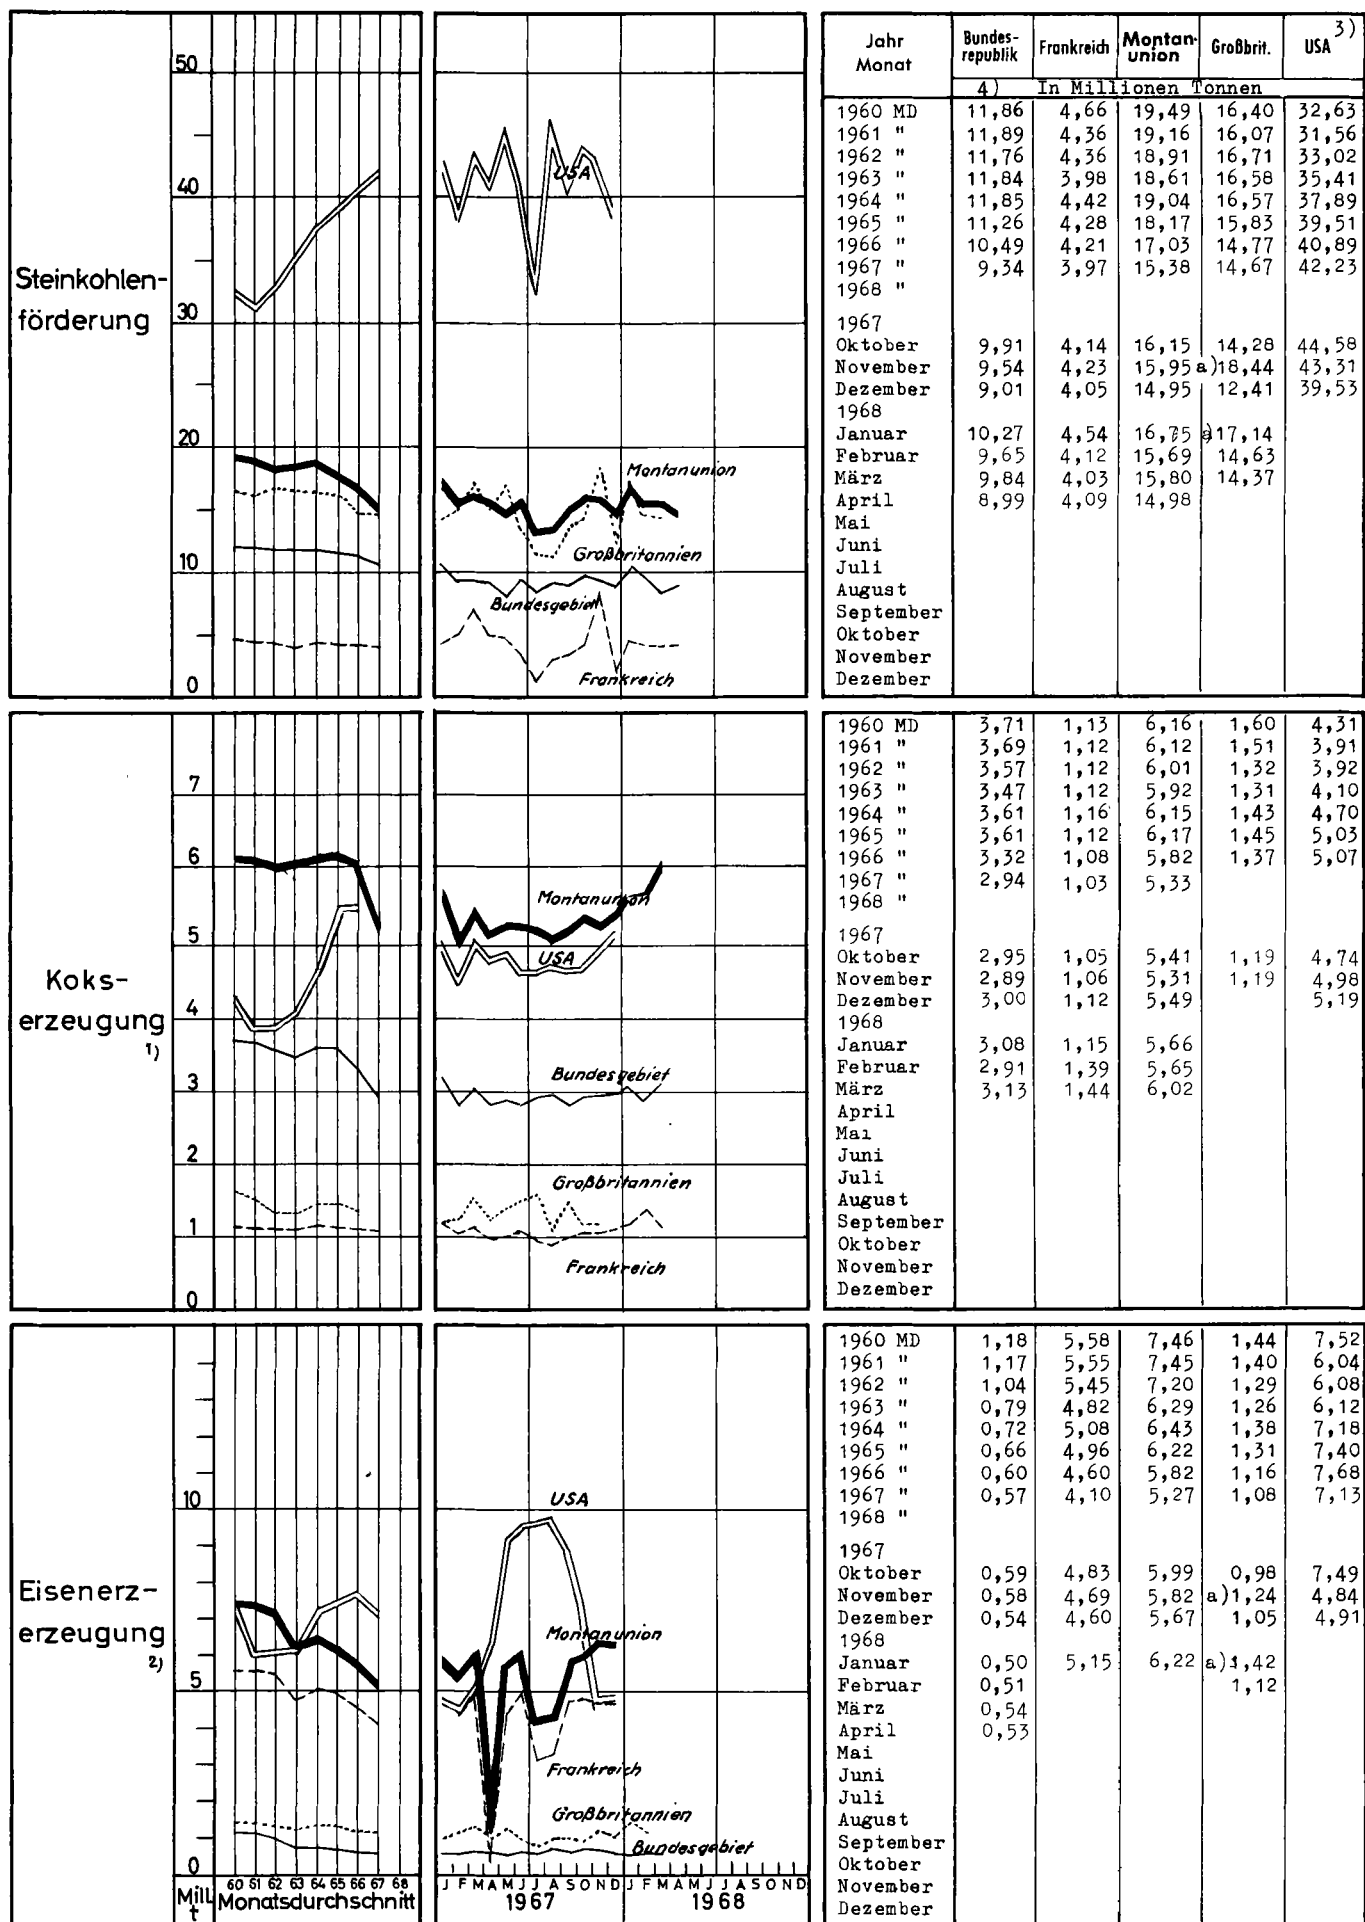 Steinkohlen-
förderung
50
40
30
20
10
0
USA
Montanunion
Großbritannien
Bundesgebiet
Frankreich
Jahr Monat Bundes-republik Frankreich Montan-union Großbrit. USA 3)
4) In Millionen Tonnen
1960 MD 11,86 4,66 19,49 16,40 32,63
1961 " 11,89 4,36 19,16 16,07 31,56
1962 " 11,76 4,36 18,91 16,71 33,02
1963 " 11,84 3,98 18,61 16,58 35,41
1964 " 11,85 4,42 19,04 16,57 37,89
1965 " 11,26 4,28 18,17 15,83 39,51
1966 " 10,49 4,21 17,03 14,77 40,89
1967 " 9,34 3,97 15,38 14,67 42,23
1968 "
1967
Oktober 9,91 4,14 16,15 14,28 44,58
November 9,54 4,23 15,95 a)18,44 43,31
Dezember 9,01 4,05 14,95 12,41 39,53
1968
Januar 10,27 4,54 16,75 a)17,14
Februar 9,65 4,12 15,69 14,63
März 9,84 4,03 15,80 14,37
April 8,99 4,09 14,98
Mai
Juni
Juli
August
September
Oktober
November
Dezember
Koks-
erzeugung
1)
7
6
5
4
3
2
1
0
Montanunion
USA
Bundesgebiet
Großbritannien
Frankreich
1960 MD 3,71 1,13 6,16 1,60 4,31
1961 " 3,69 1,12 6,12 1,51 3,91
1962 " 3,57 1,12 6,01 1,32 3,92
1963 " 3,47 1,12 5,92 1,31 4,10
1964 " 3,61 1,16 6,15 1,43 4,70
1965 " 3,61 1,12 6,17 1,45 5,03
1966 " 3,32 1,08 5,82 1,37 5,07
1967 " 2,94 1,03 5,33
1968 "
1967
Oktober 2,95 1,05 5,41 1,19 4,74
November 2,89 1,06 5,31 1,19 4,98
Dezember 3,00 1,12 5,49 5,19
1968
Januar 3,08 1,15 5,66
Februar 2,91 1,39 5,65
März 3,13 1,44 6,02
April
Mai
Juni
Juli
August
September
Oktober
November
Dezember
Eisenerz-
erzeugung
2)
10
5
0
Mill t
60 61 62 63 64 65 66 67 68
Monatsdurchschnitt
USA
Montanunion
Frankreich
Großbritannien
Bundesgebiet
J F M A M J J A S O N D J F M A M J J A S O N D
1967 1968
1960 MD 1,18 5,58 7,46 1,44 7,52
1961 " 1,17 5,55 7,45 1,40 6,04
1962 " 1,04 5,45 7,20 1,29 6,08
1963 " 0,79 4,82 6,29 1,26 6,12
1964 " 0,72 5,08 6,43 1,38 7,18
1965 " 0,66 4,96 6,22 1,31 7,40
1966 " 0,60 4,60 5,82 1,16 7,68
1967 " 0,57 4,10 5,27 1,08 7,13
1968 "
1967
Oktober 0,59 4,83 5,99 0,98 7,49
November 0,58 4,69 5,82 a)1,24 4,84
Dezember 0,54 4,60 5,67 1,05 4,91
1968
Januar 0,50 5,15 6,22 a)1,42
Februar 0,51 1,12
März 0,54
April 0,53
Mai
Juni
Juli
August
September
Oktober
November
Dezember